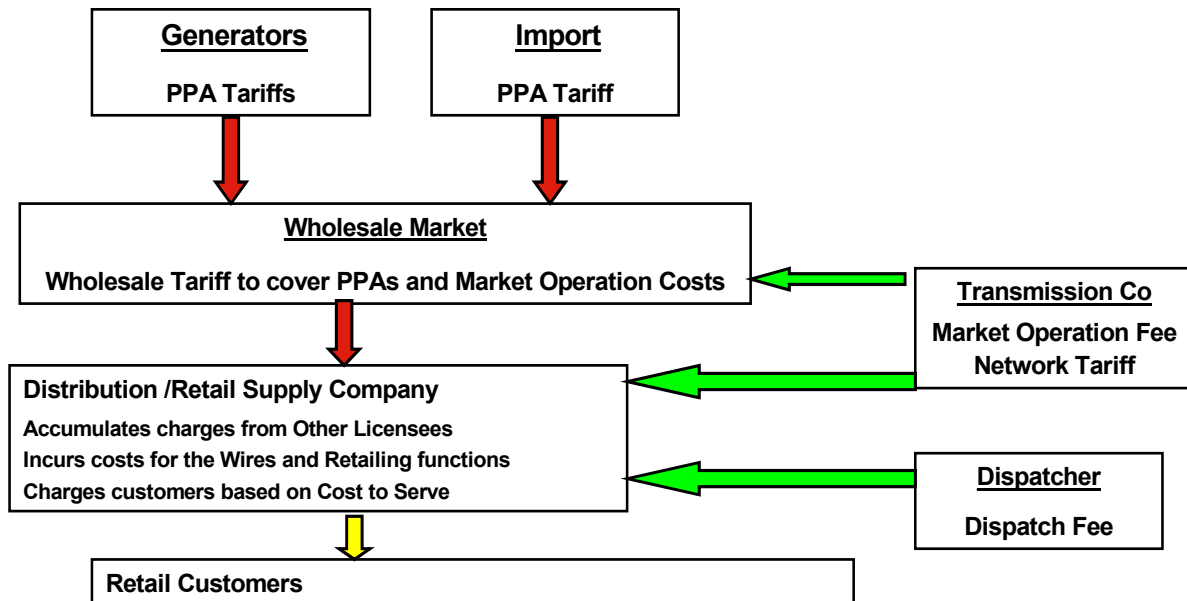 Generators
PPA Tariffs
Import
PPA Tariff
Wholesale Market
Wholesale Tariff to cover PPAs and Market Operation Costs
Transmission Co
Market Operation Fee
Network Tariff
Distribution /Retail Supply Company
Accumulates charges from Other Licensees
Incurs costs for the Wires and Retailing functions
Charges customers based on Cost to Serve
Dispatcher
Dispatch Fee
Retail Customers